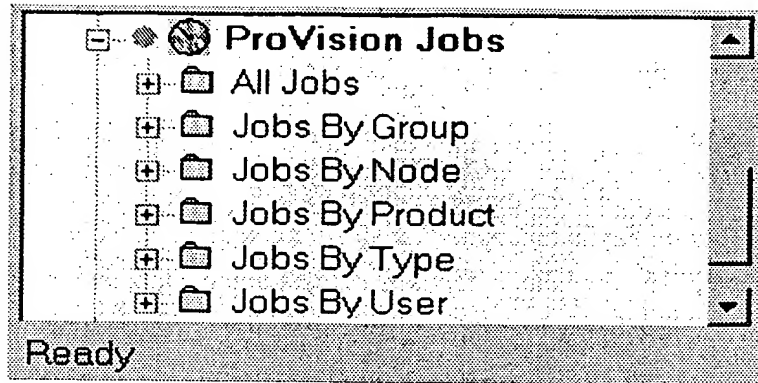 ProVision Jobs
All Jobs
Jobs By Group
Jobs By Node
Jobs By Product
Jobs By Type
Jobs By User
Ready